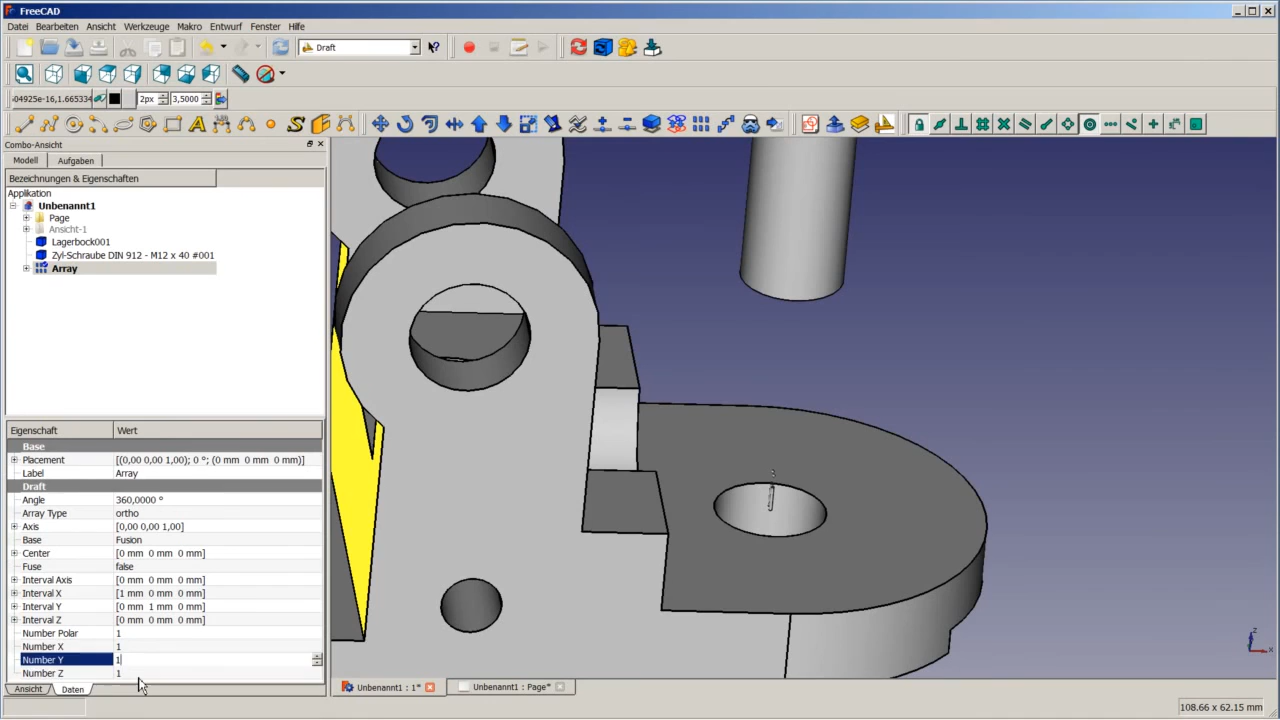 FreeCAD
Datei Bearbeiten Ansicht Werkzeuge Makro Entwurf Fenster Hilfe
Draft
04925e-16,1.665334 2px 3,5000
Combo-Ansicht
Modell Aufgaben
Bezeichnungen & Eigenschaften
Applikation
Unbenannt1
Page
Ansicht-1
Lagerbock001
Zyl-Schraube DIN 912 - M12 x 40 #001
Array
Eigenschaft Wert
Base
Placement [(0,00 0,00 1,00); 0 °; (0 mm 0 mm 0 mm)]
Label Array
Draft
Angle 360,0000 °
Array Type ortho
Axis [0,00 0,00 1,00]
Base Fusion
Center [0 mm 0 mm 0 mm]
Fuse false
Interval Axis [0 mm 0 mm 0 mm]
Interval X [1 mm 0 mm 0 mm]
Interval Y [0 mm 1 mm 0 mm]
Interval Z [0 mm 0 mm 0 mm]
Number Polar 1
Number X 1
Number Y 1
Number Z 1
Ansicht Daten
Unbenannt1 : 1* Unbenannt1 : Page*
z
x
108.66 x 62.15 mm